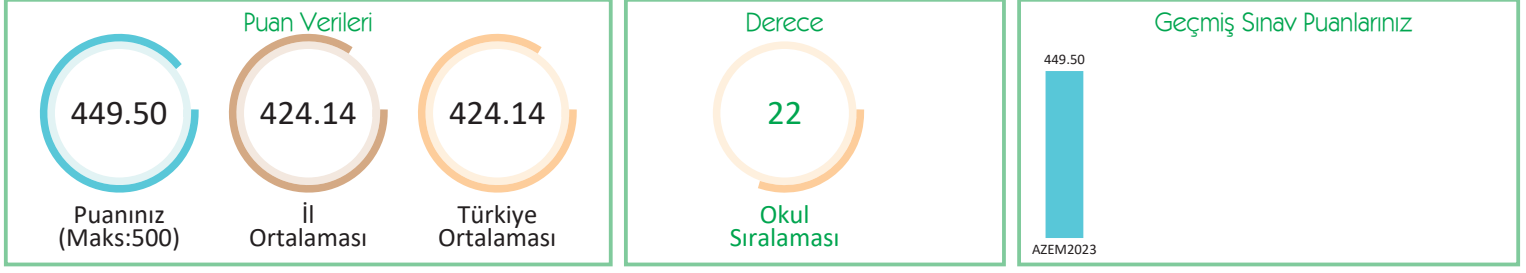 Puan Verileri
449.50
424.14
424.14
Puanınız
(Maks:500)
İl
Ortalaması
Türkiye
Ortalaması
Derece
22
Okul
Sıralaması
Geçmiş Sınav Puanlarınız
449.50
AZEM2023